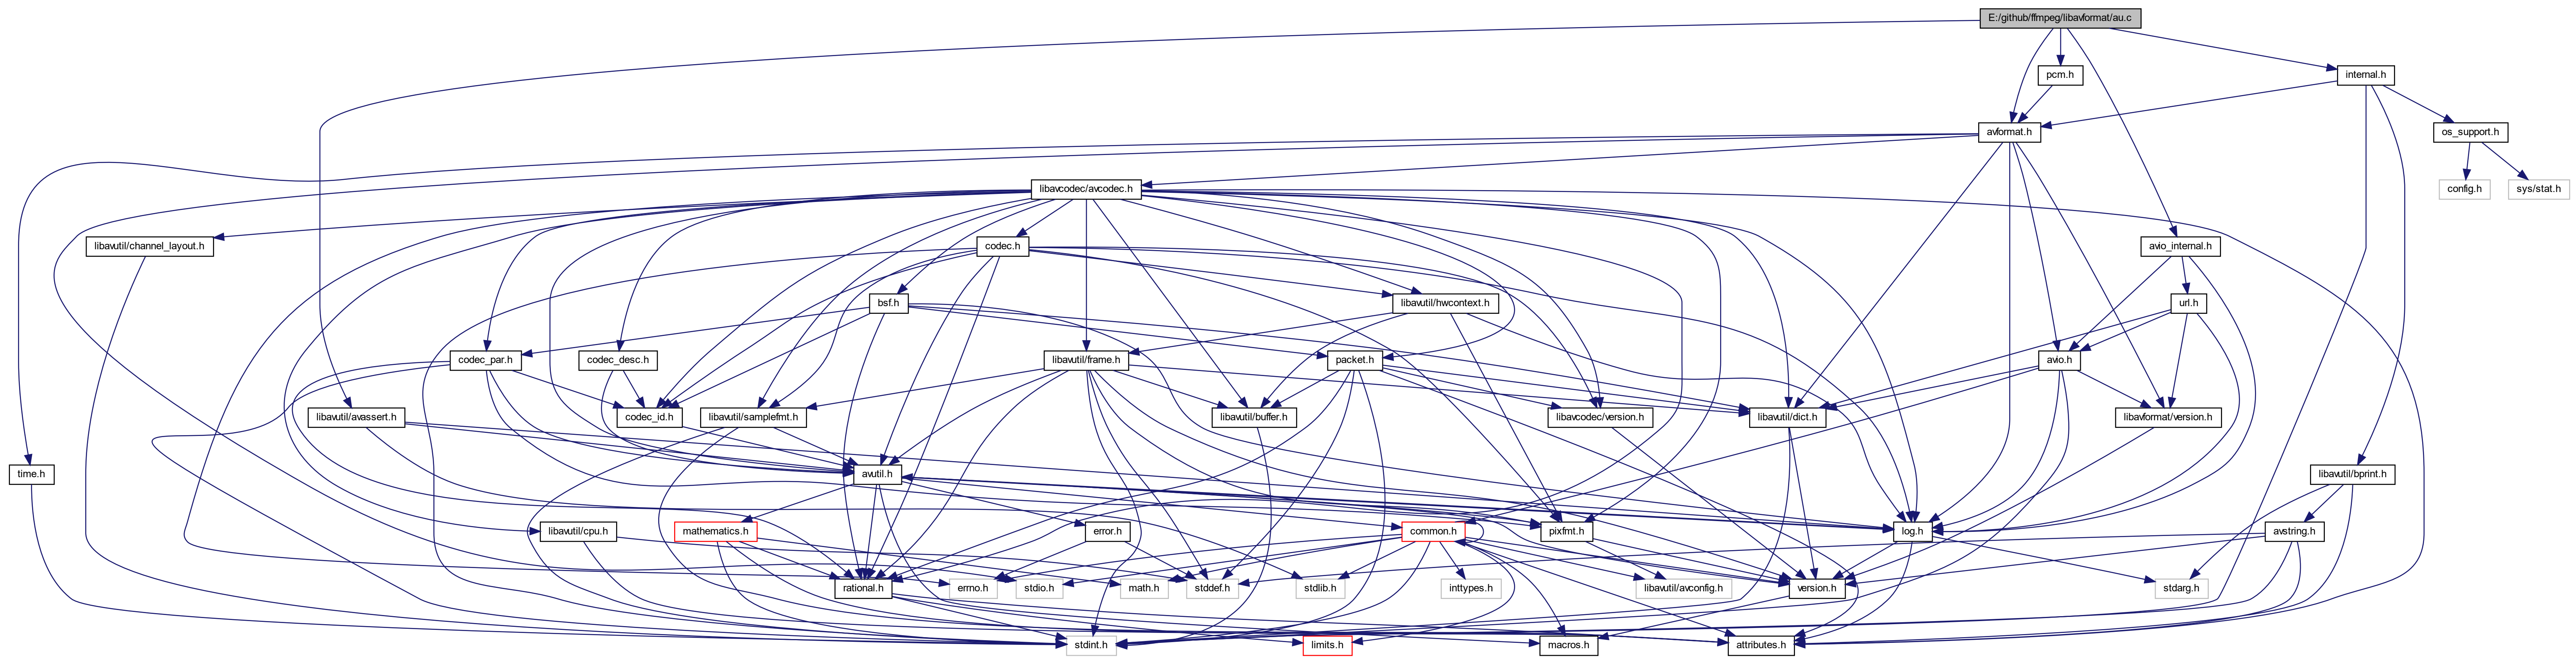 E:/github/ffmpeg/libavformat/au.c
pcm.h
internal.h
avformat.h
os_support.h
libavcodec/avcodec.h
config.h
sys/stat.h
libavutil/channel_layout.h
codec.h
avio_internal.h
bsf.h
libavutil/hwcontext.h
url.h
codec_par.h
codec_desc.h
libavutil/frame.h
packet.h
avio.h
libavutil/avassert.h
codec_id.h
libavutil/samplefmt.h
libavutil/buffer.h
libavcodec/version.h
libavutil/dict.h
libavformat/version.h
time.h
avutil.h
libavutil/bprint.h
libavutil/cpu.h
mathematics.h
error.h
common.h
pixfmt.h
log.h
avstring.h
rational.h
errno.h
stdio.h
math.h
stddef.h
stdlib.h
inttypes.h
libavutil/avconfig.h
version.h
stdarg.h
stdint.h
limits.h
macros.h
attributes.h